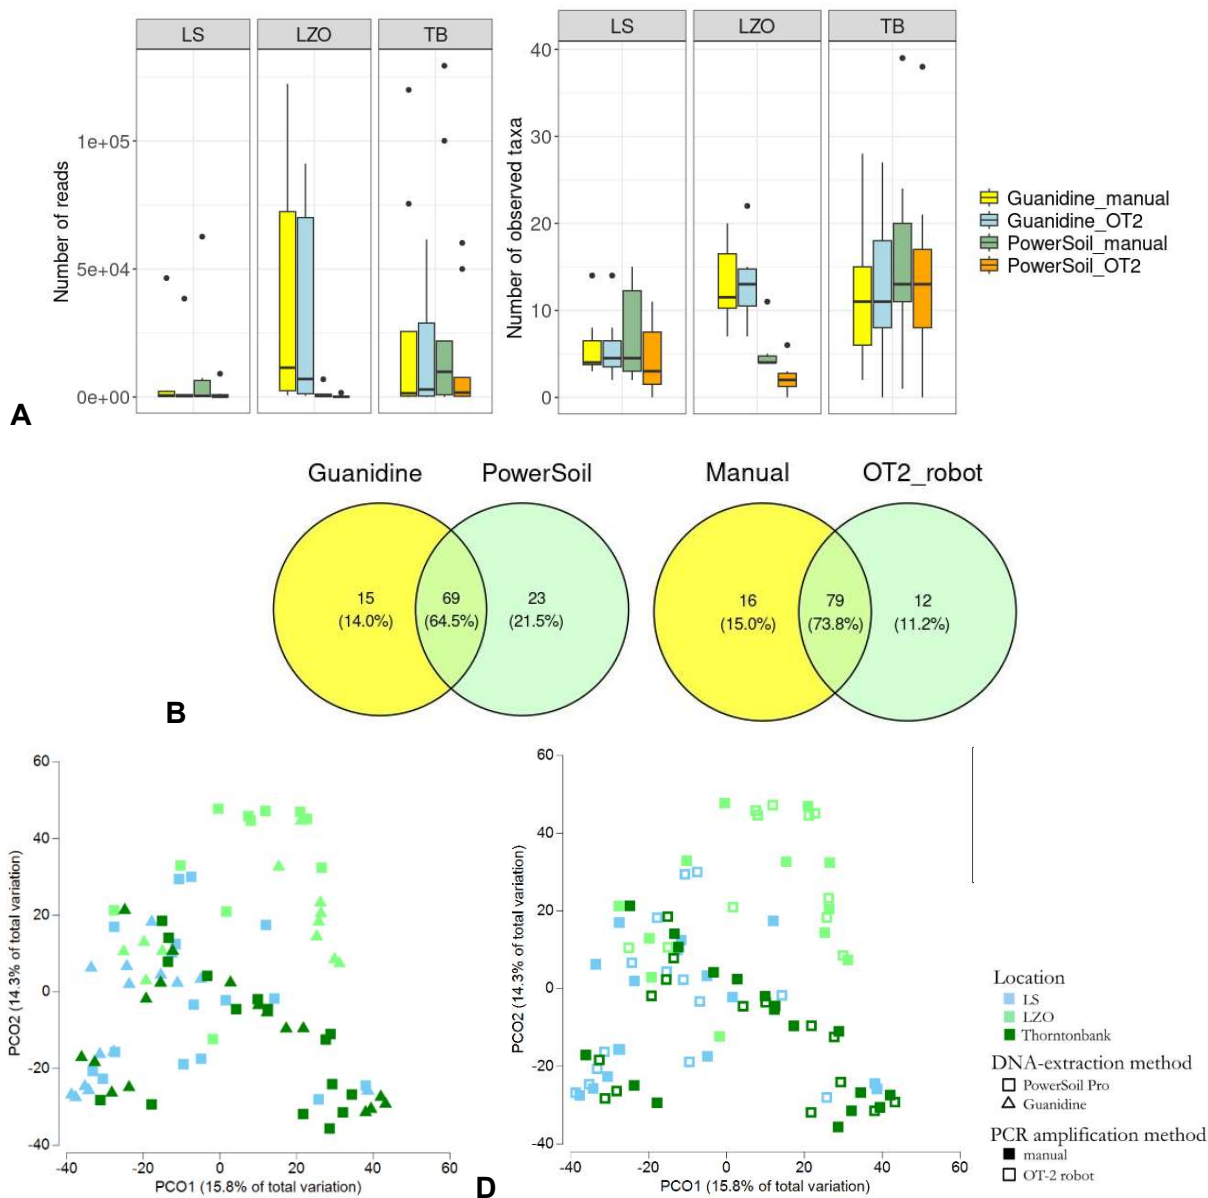 LS LZO TB
Number of reads
1e+05
5e+04
0e+00
A
LS LZO TB
Number of observed taxa
40
30
20
10
0
Guanidine_manual
Guanidine_OT2
PowerSoil_manual
PowerSoil_OT2
Guanidine PowerSoil
15 69 23
(14.0%) (64.5%) (21.5%)
Manual OT2_robot
16 79 12
(15.0%) (73.8%) (11.2%)
B
60
40
20
0
-20
-40
PCO2 (14.3% of total variation)
-40 -20 0 20 40 60
PCO1 (15.8% of total variation)
60
40
20
0
-20
-40
PCO2 (14.3% of total variation)
-40 -20 0 20 40 60
PCO1 (15.8% of total variation)
D
Location
LS
LZO
Thorntonbank
DNA-extraction method
PowerSoil Pro
Guanidine
PCR amplification method
manual
OT-2 robot